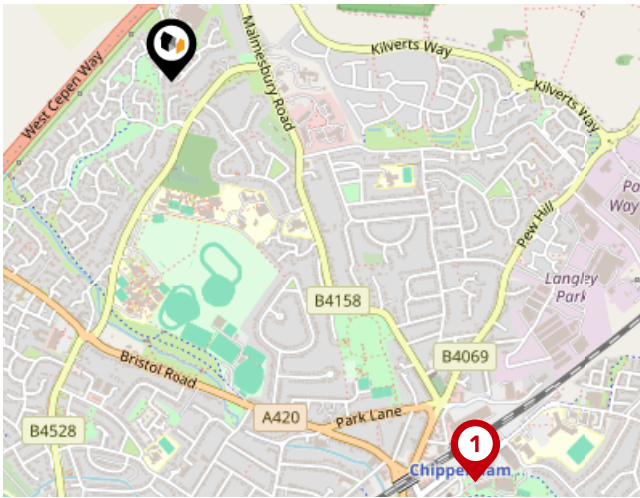 Kilverts Way
Malmesbury Road
West Cepen Way
Kilverts Way
Pew Hill
Langley
Park
B4158
B4069
Bristol Road
A420
Park Lane
B4528
1